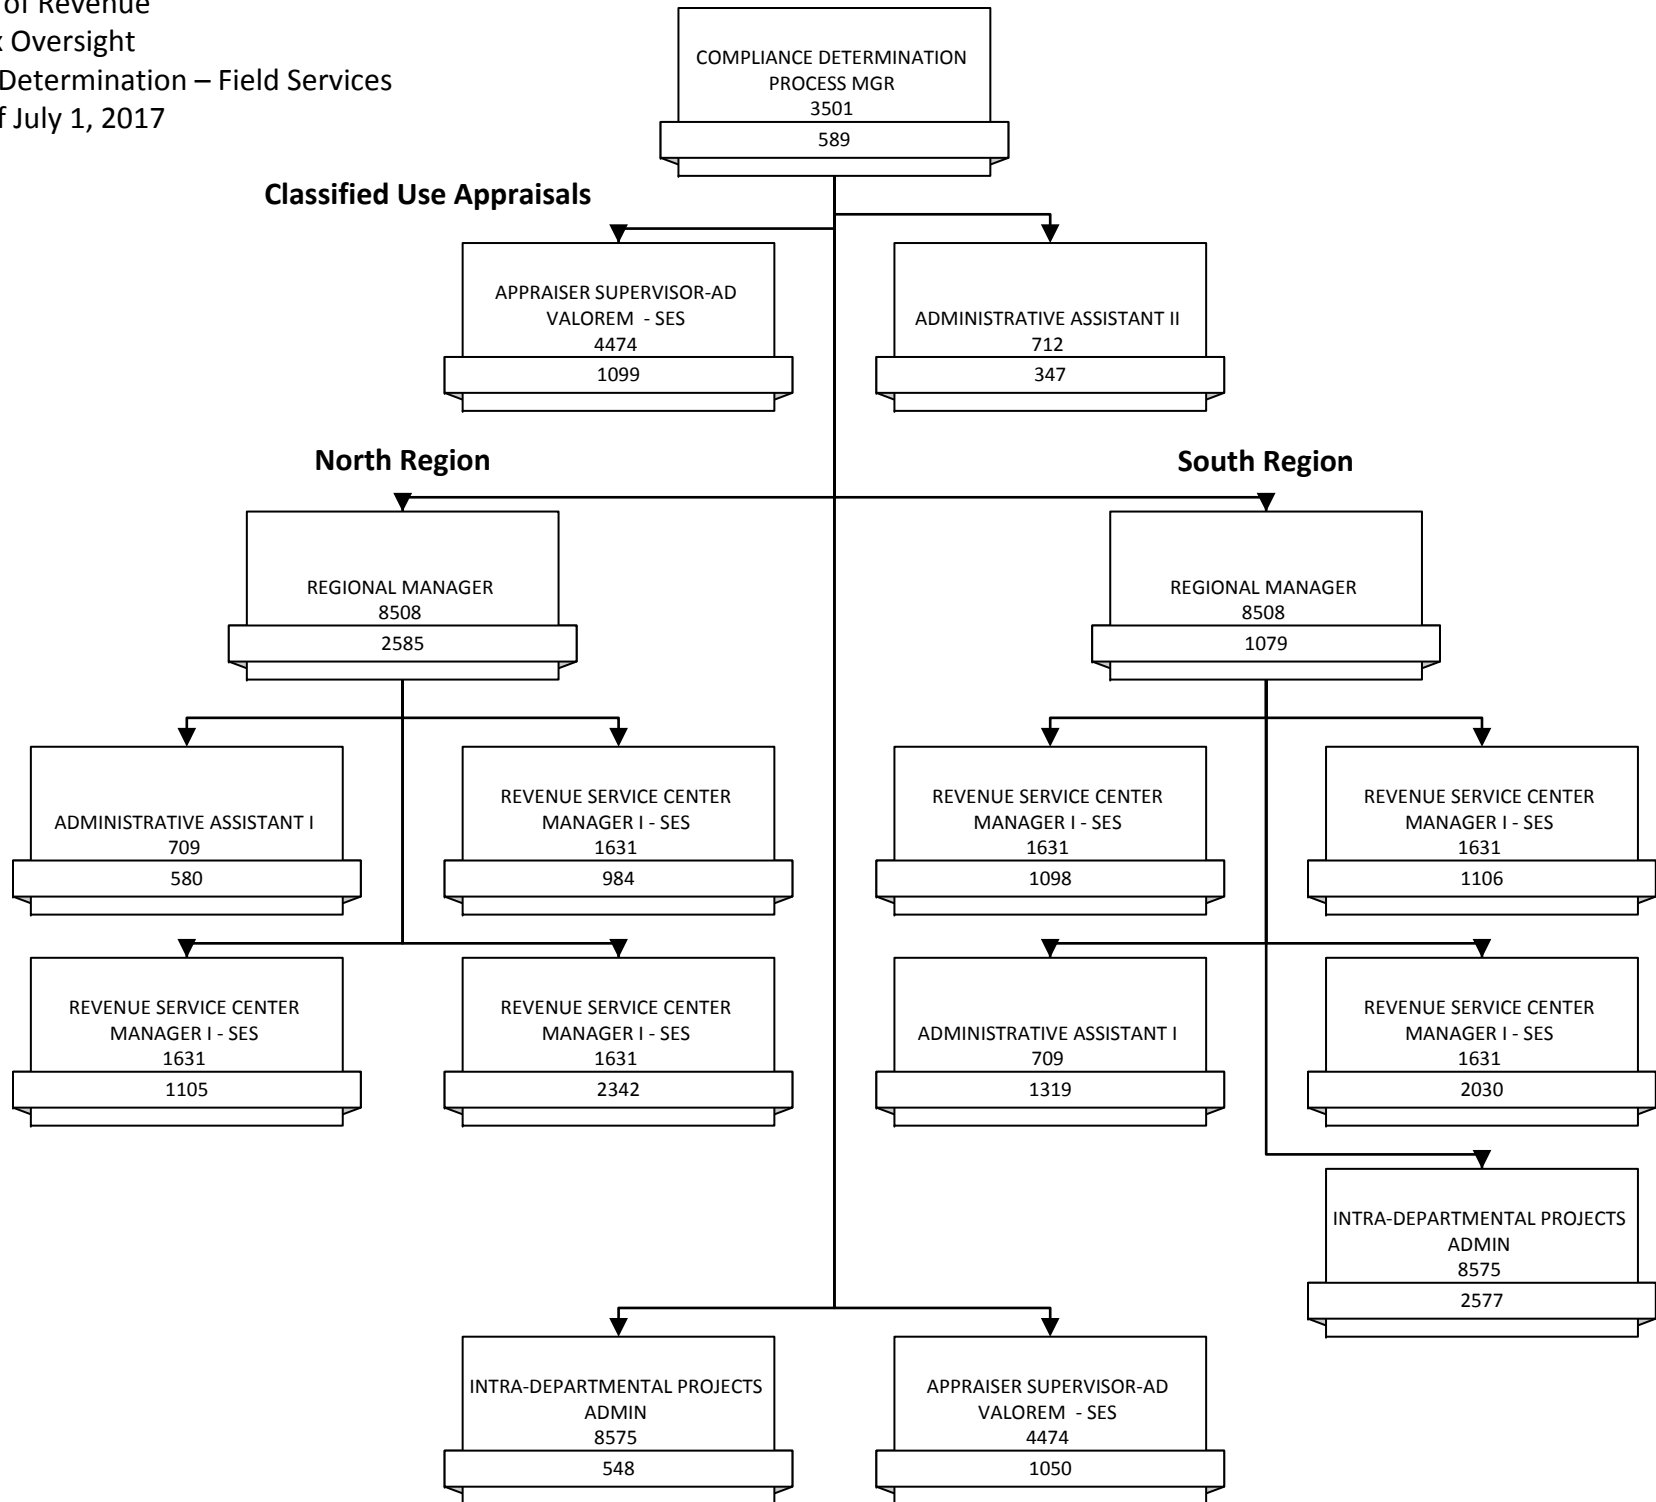 of Revenue
Oversight
Determination – Field Services
July 1, 2017
COMPLIANCE DETERMINATION
PROCESS MGR
3501
589
Classified Use Appraisals
APPRAISER SUPERVISOR-AD
VALOREM - SES
4474
1099
ADMINISTRATIVE ASSISTANT II
712
347
North Region
South Region
REGIONAL MANAGER
8508
2585
REGIONAL MANAGER
8508
1079
ADMINISTRATIVE ASSISTANT I
709
580
REVENUE SERVICE CENTER
MANAGER I - SES
1631
984
REVENUE SERVICE CENTER
MANAGER I - SES
1631
1098
REVENUE SERVICE CENTER
MANAGER I - SES
1631
1106
REVENUE SERVICE CENTER
MANAGER I - SES
1631
1105
REVENUE SERVICE CENTER
MANAGER I - SES
1631
2342
ADMINISTRATIVE ASSISTANT I
709
1319
REVENUE SERVICE CENTER
MANAGER I - SES
1631
2030
INTRA-DEPARTMENTAL PROJECTS
ADMIN
8575
2577
INTRA-DEPARTMENTAL PROJECTS
ADMIN
8575
548
APPRAISER SUPERVISOR-AD
VALOREM - SES
4474
1050